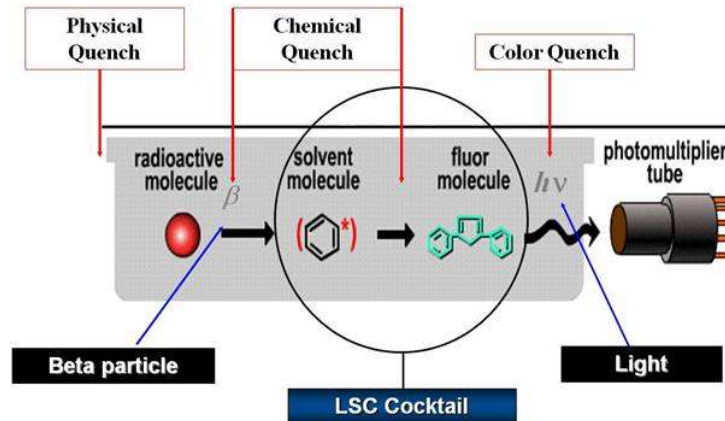 Physical
Quench
Chemical
Quench
Color Quench
radioactive
molecule
β
solvent
molecule
(*)
fluor
molecule
hν
photomultiplier
tube
Beta particle
Light
LSC Cocktail